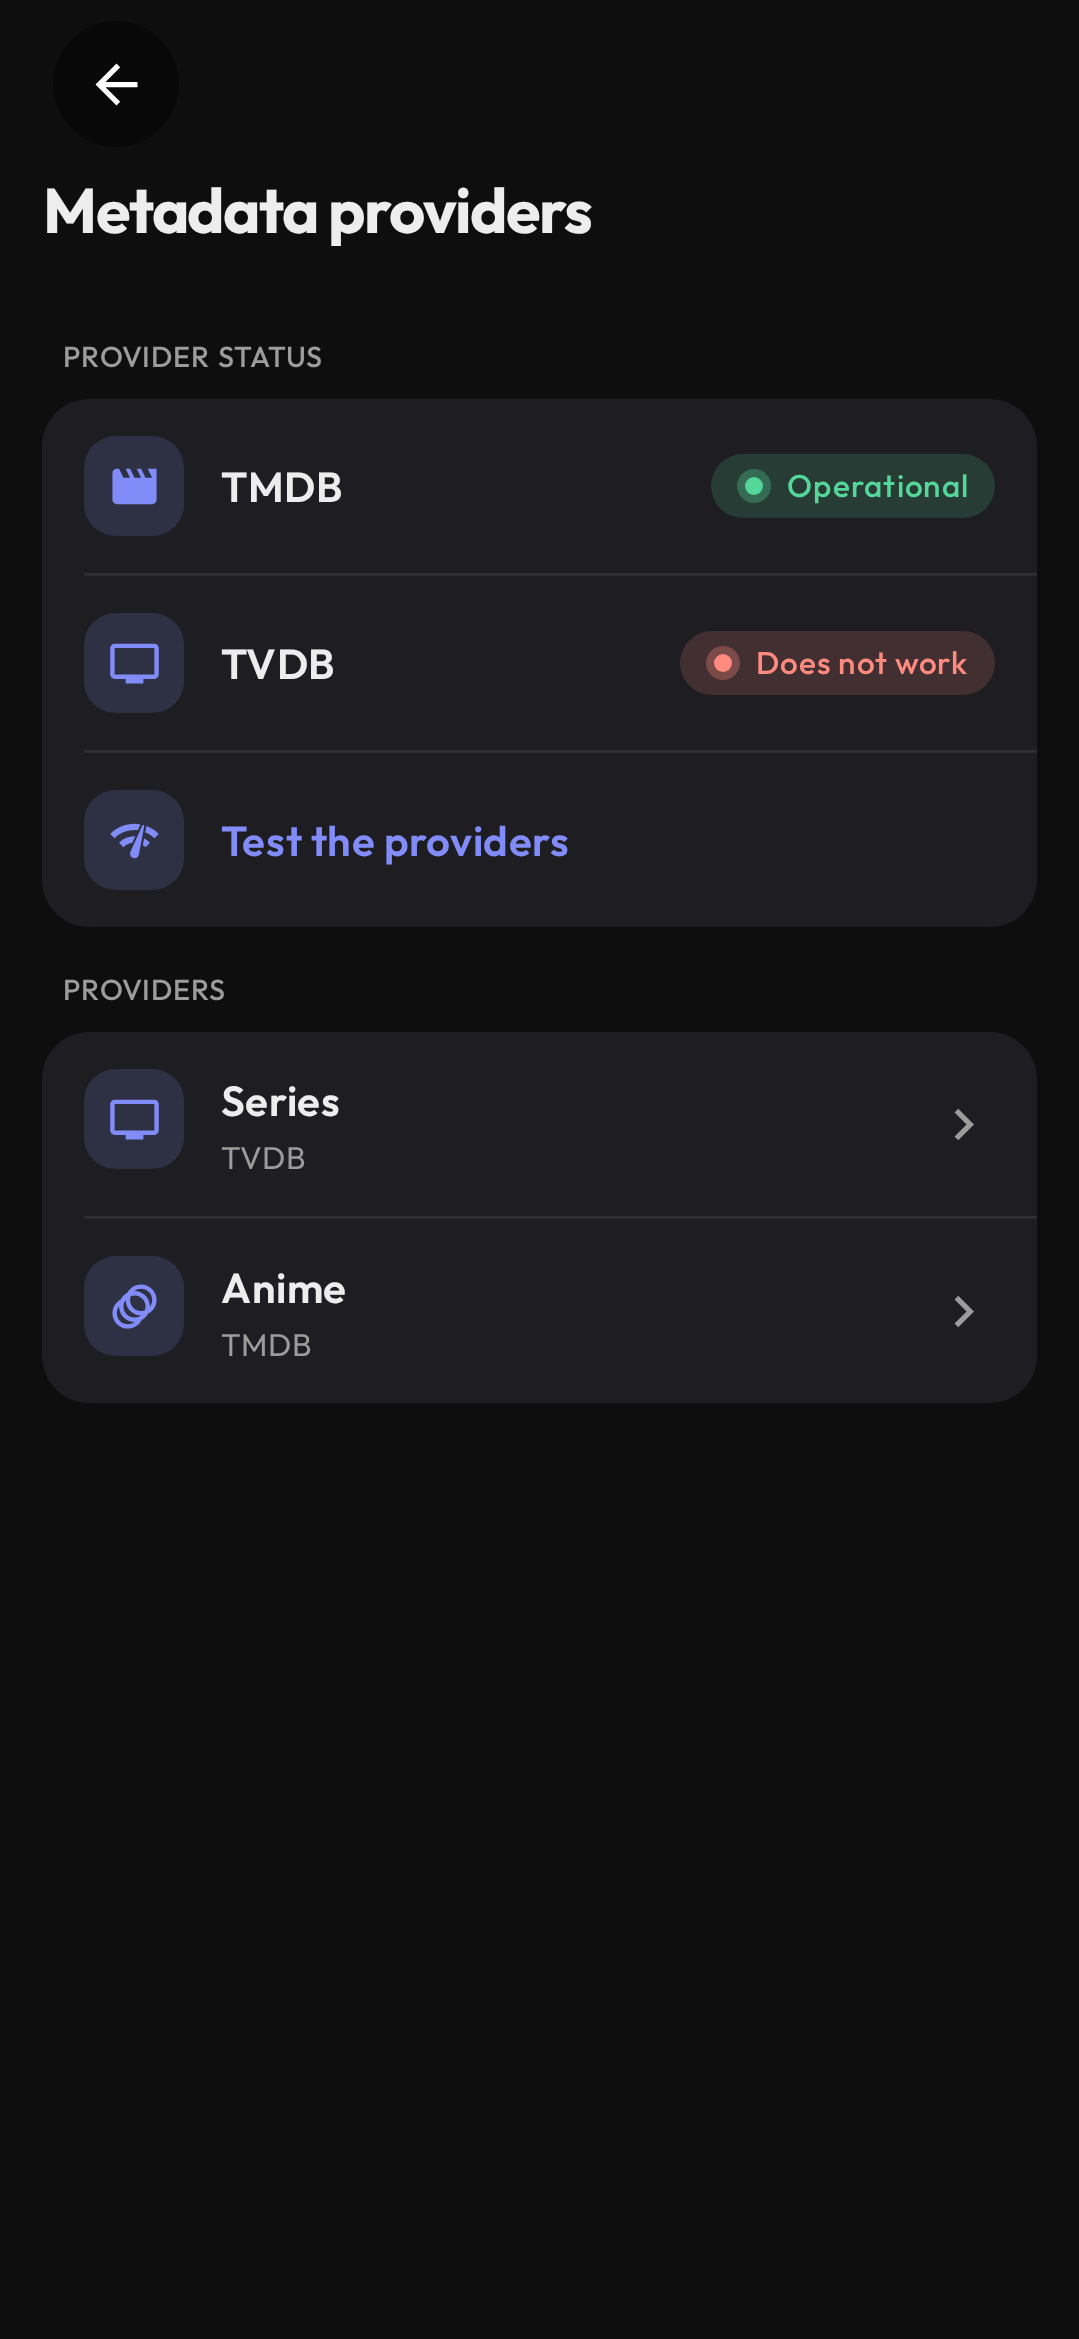 Metadata providers
PROVIDER STATUS
TMDB
Operational
TVDB
Does not work
Test the providers
PROVIDERS
Series
TVDB
Anime
TMDB